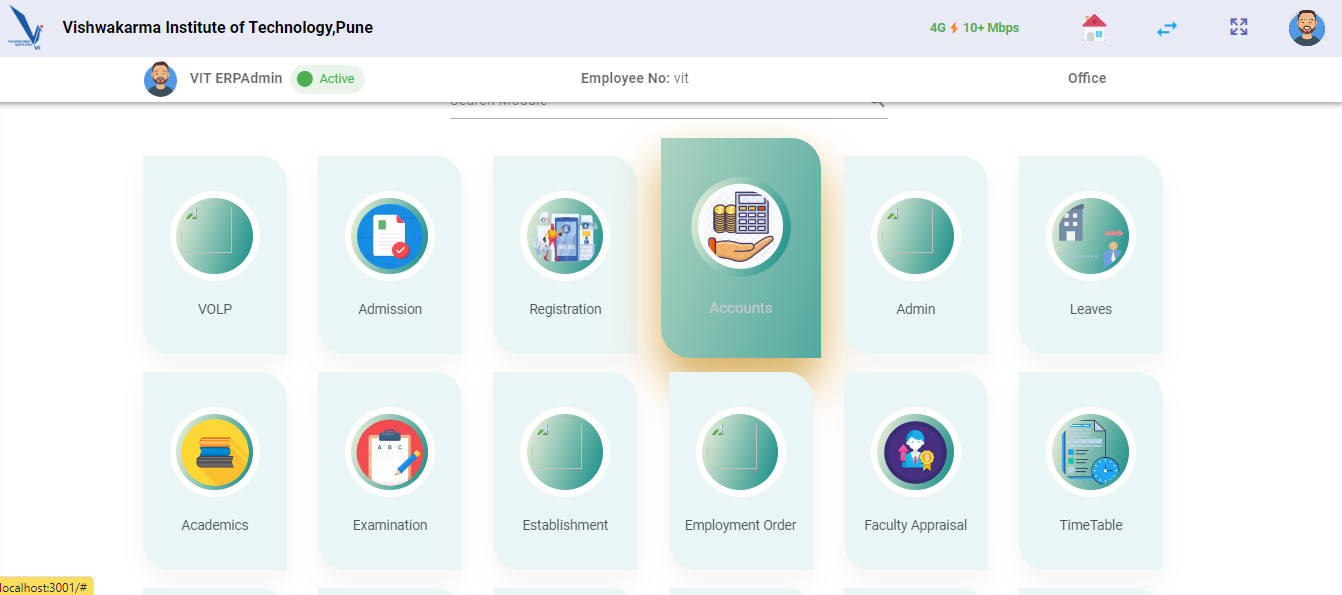 Vishwakarma Institute of Technology,Pune
4G 10+ Mbps
VIT ERPAdmin Active Employee No: vit Office
Search Module
VOLP Admission Registration Accounts Admin Leaves
A B C
Academics Examination Establishment Employment Order Faculty Appraisal TimeTable
localhost:3001/#